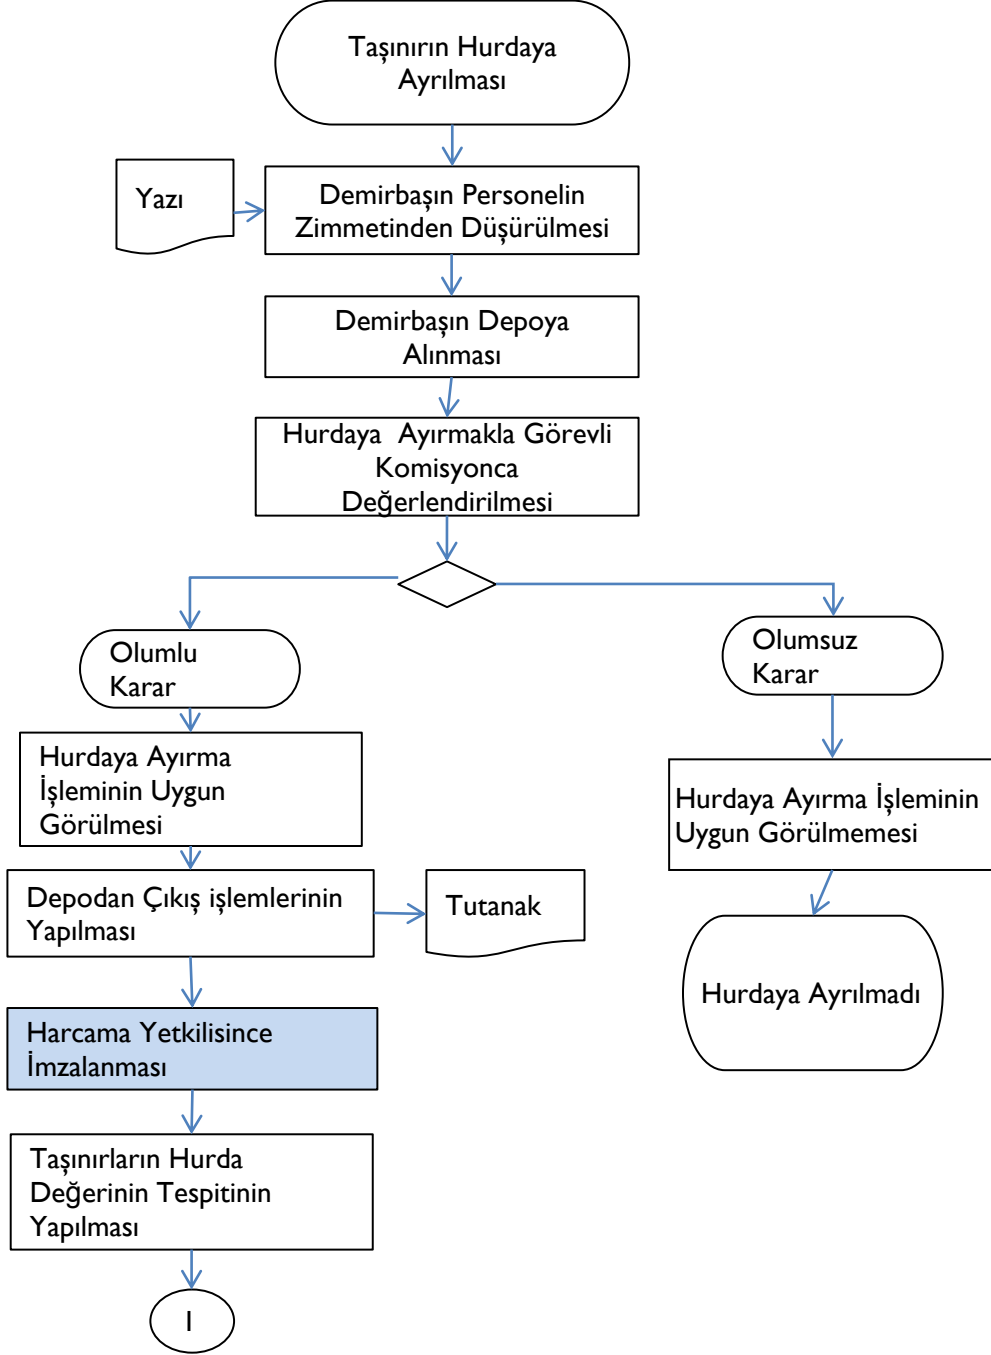 Taşınırın Hurdaya
Ayrılması
Yazı
Demirbaşın Personelin
Zimmetinden Düşürülmesi
Demirbaşın Depoya
Alınması
Hurdaya Ayırmakla Görevli
Komisyonca
Değerlendirilmesi
Olumlu
Karar
Olumsuz
Karar
Hurdaya Ayırma
İşleminin Uygun
Görülmesi
Hurdaya Ayırma İşleminin
Uygun Görülmemesi
Depodan Çıkış işlemlerinin
Yapılması
Tutanak
Hurdaya Ayrılmadı
Harcama Yetkilisince
İmzalanması
Taşınırların Hurda
Değerinin Tespitinin
Yapılması
1